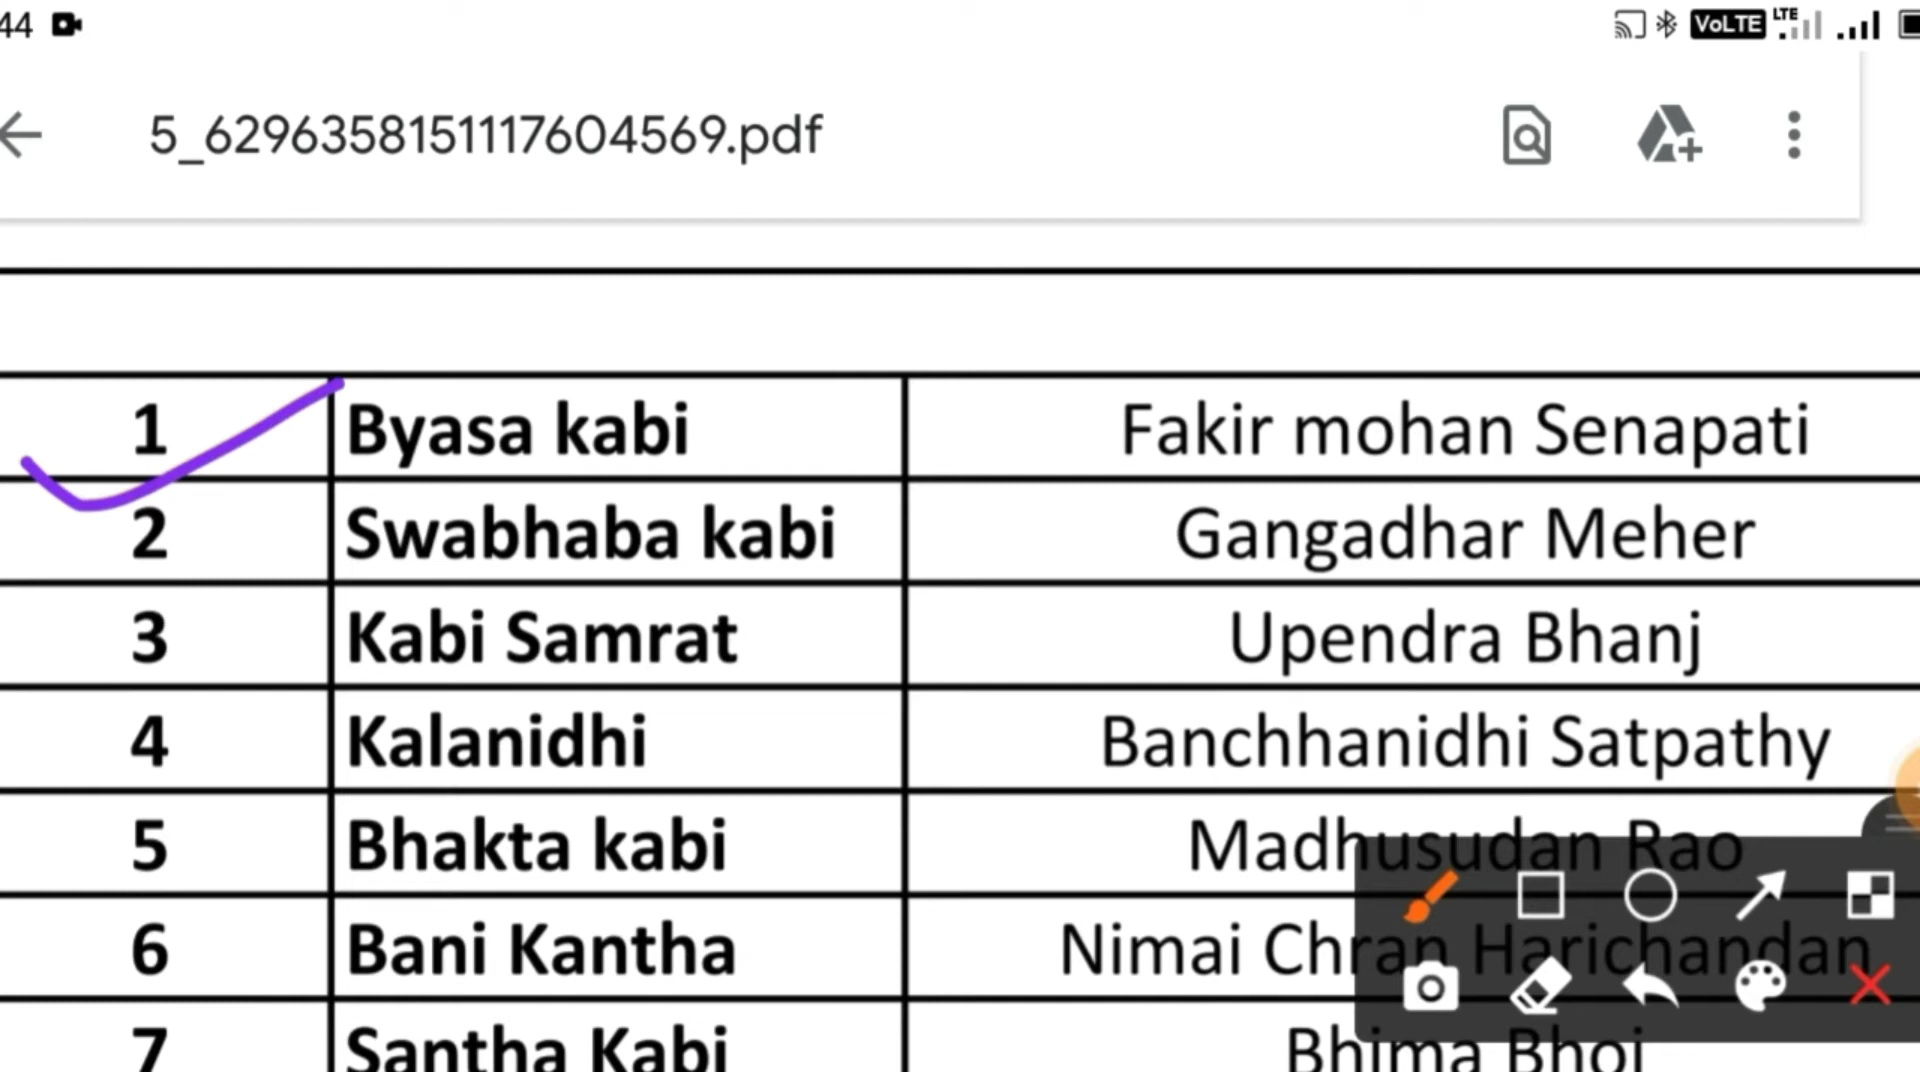 44 VoLTE LTE
5_6296358151117604569.pdf
1 Byasa kabi Fakir mohan Senapati
2 Swabhaba kabi Gangadhar Meher
3 Kabi Samrat Upendra Bhanj
4 Kalanidhi Banchhanidhi Satpathy
5 Bhakta kabi Madhusudan Rao
6 Bani Kantha Nimai Chran Harichandan
7 Santha Kabi Bhima Bhoi